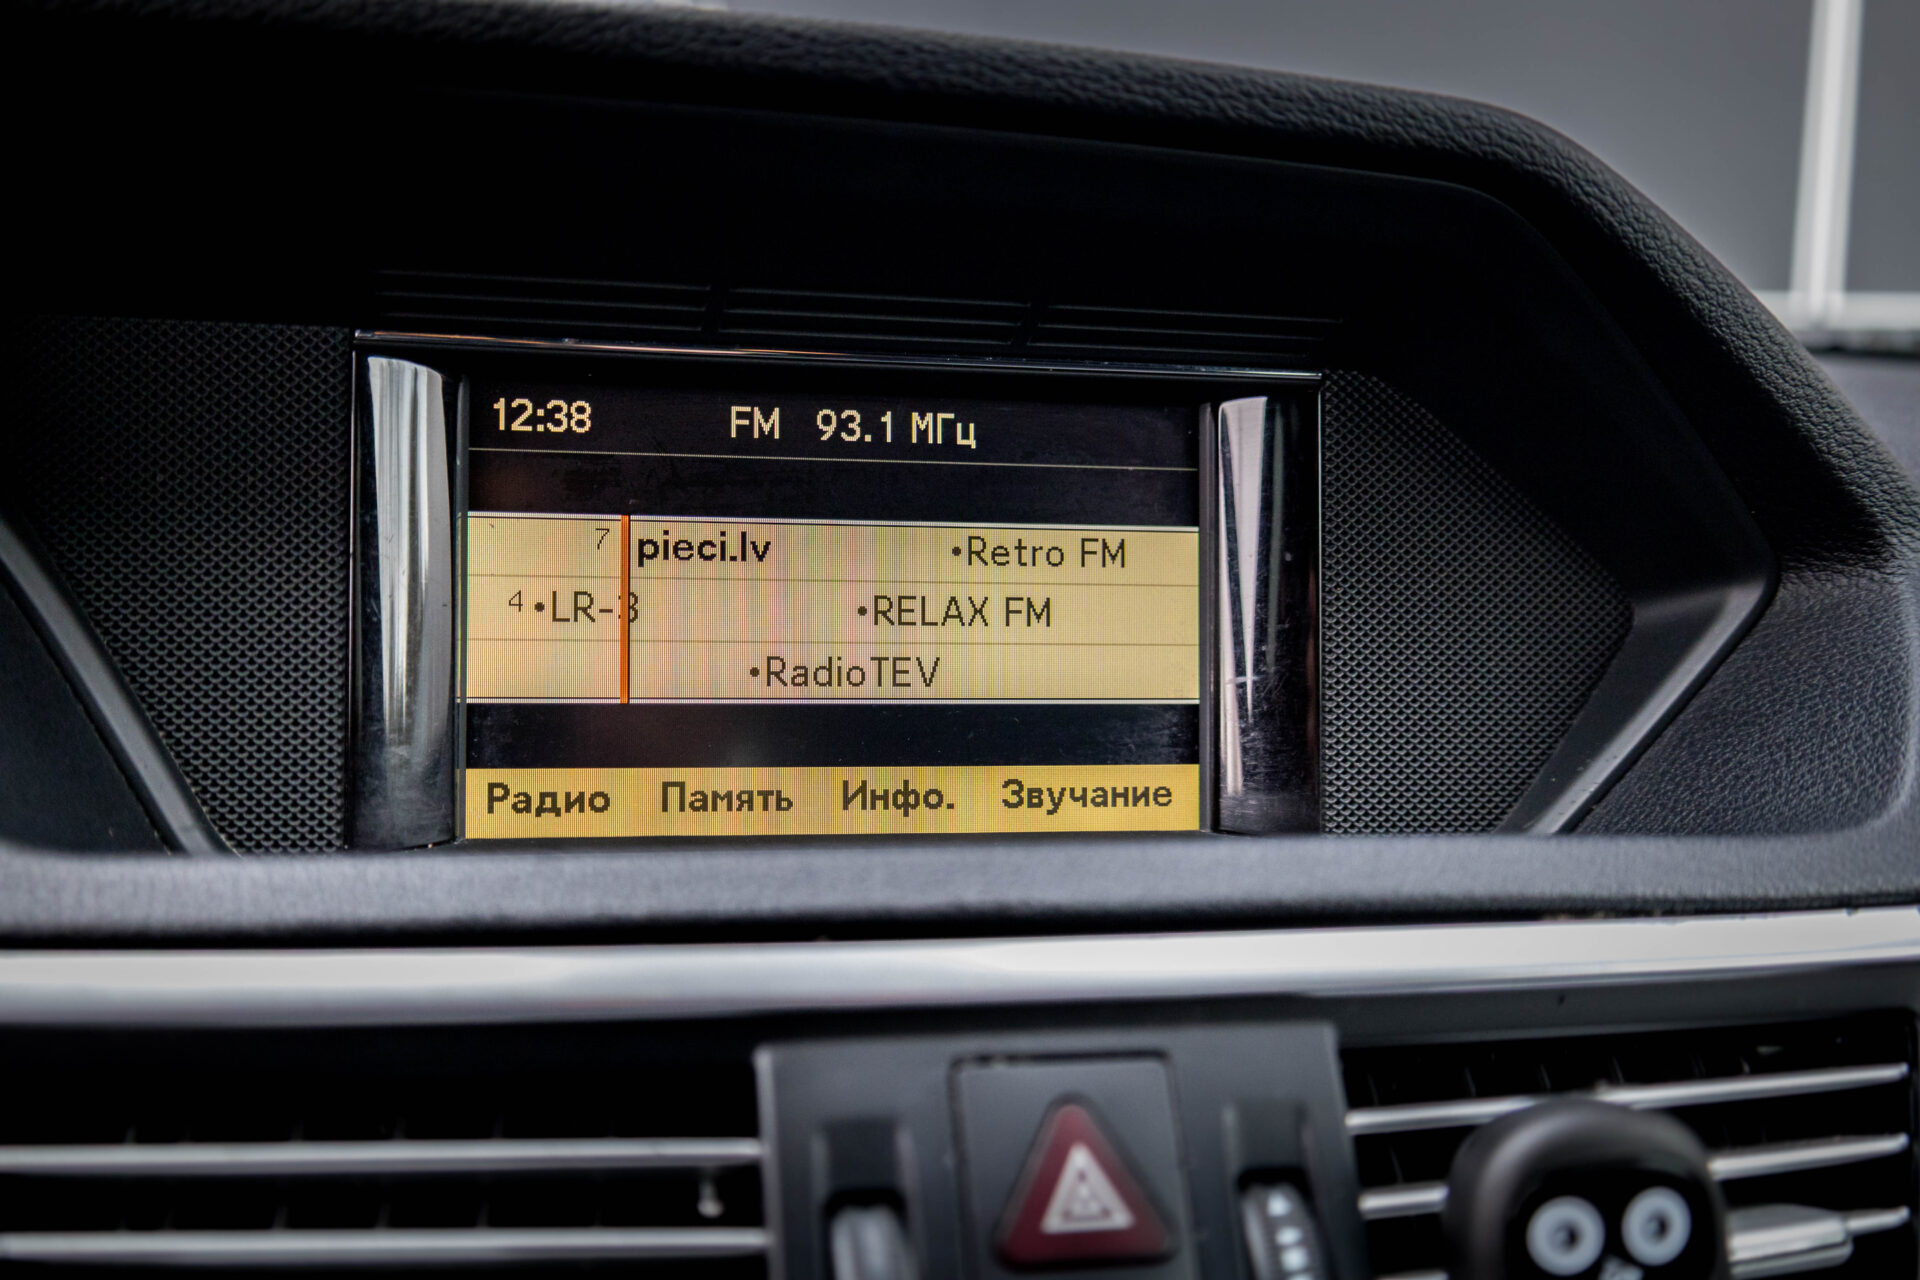 12:38 FM 93.1 МГц
7 pieci.lv •Retro FM
4 •LR-3 •RELAX FM
•RadioTEV
Радио Память Инфо. Звучание